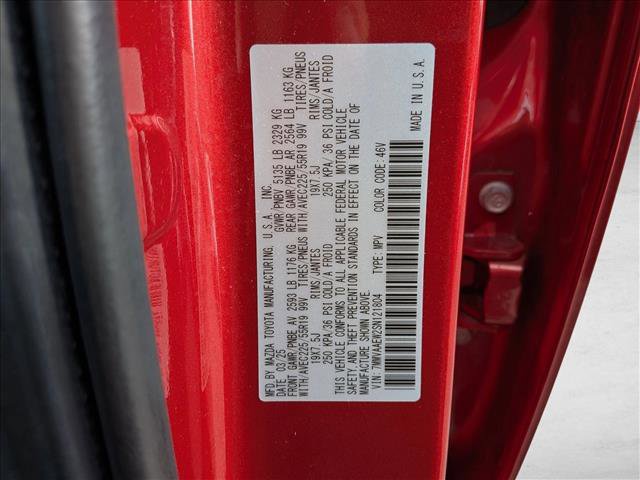 MFD. BY MAZDA TOYOTA MANUFACTURING, U.S.A. INC.
DATE 03/25 GVWR/PNBV 5135 LB 2329 KG
FRONT GAWR/PNBE AV 2593 LB 1176 KG REAR GAWR/PNBE AR 2564 LB 1163 KG
WITH/AVEC225/55R19 99V TIRES/PNEUS WITH/AVEC225/55R19 99V TIRES/PNEUS
19X7.5J RIMS/JANTES 19X7.5J RIMS/JANTES
250 KPA/36 PSI COLD/A FROID 250 KPA/ 36 PSI COLD/A FROID
THIS VEHICLE CONFORMS TO ALL APPLICABLE FEDERAL MOTOR VEHICLE
SAFETY, AND THEFT PREVENTION STANDARDS IN EFFECT ON THE DATE OF
MANUFACTURE SHOWN ABOVE.
VIN: 7MMVAAEW2SN121804 TYPE: MPV COLOR CODE: 46V
MADE IN U.S.A.